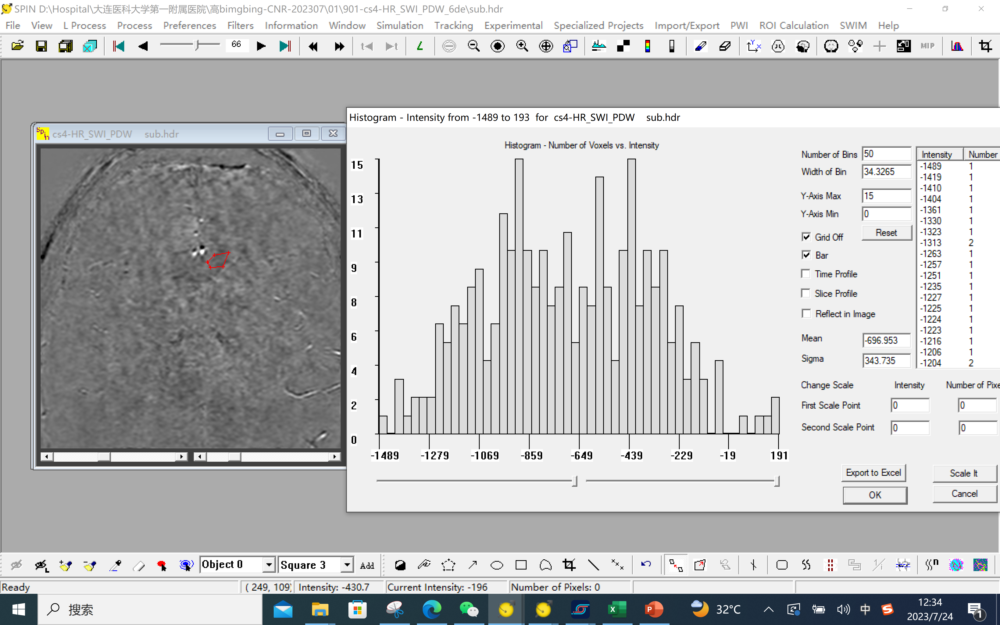 SPIN D:\Hospital\大连医科大学第一附属医院\高bimgbing-CNR-202307\01\901-cs4-HR_SWI_PDW_6de\sub.hdr
File View L Process Process Preferences Filters Information Window Simulation Tracking Experimental Specialized Projects Import/Export PWI ROI Calculation SWIM Help
66
MIP
Histogram - Intensity from -1489 to 193 for cs4-HR_SWI_PDW sub.hdr
Spin cs4-HR_SWI_PDW sub.hdr
Histogram - Number of Voxels vs. Intensity
15
13
11
9
8
6
4
2
0
-1489 -1279 -1069 -859 -649 -439 -229 -19 191
Number of Bins 50
Width of Bin 34.3265
Y-Axis Max 15
Y-Axis Min 0
Reset
Grid Off
Bar
Time Profile
Slice Profile
Reflect in Image
Mean -696.953
Sigma 343.735
Intensity Number
-1489 1
-1419 1
-1410 1
-1404 1
-1361 1
-1330 1
-1323 1
-1313 2
-1263 1
-1257 1
-1251 1
-1235 1
-1227 1
-1225 1
-1224 1
-1223 1
-1216 1
-1206 1
-1204 2
Change Scale Intensity Number of Pixe
First Scale Point 0 0
Second Scale Point 0 0
Export to Excel Scale It
OK Cancel
Object 0 Square 3 Add
Ready ( 249, 109) Intensity: -430.7 Current Intensity: -196 Number of Pixels: 0
搜索
32°C
中
12:34
2023/7/24
1